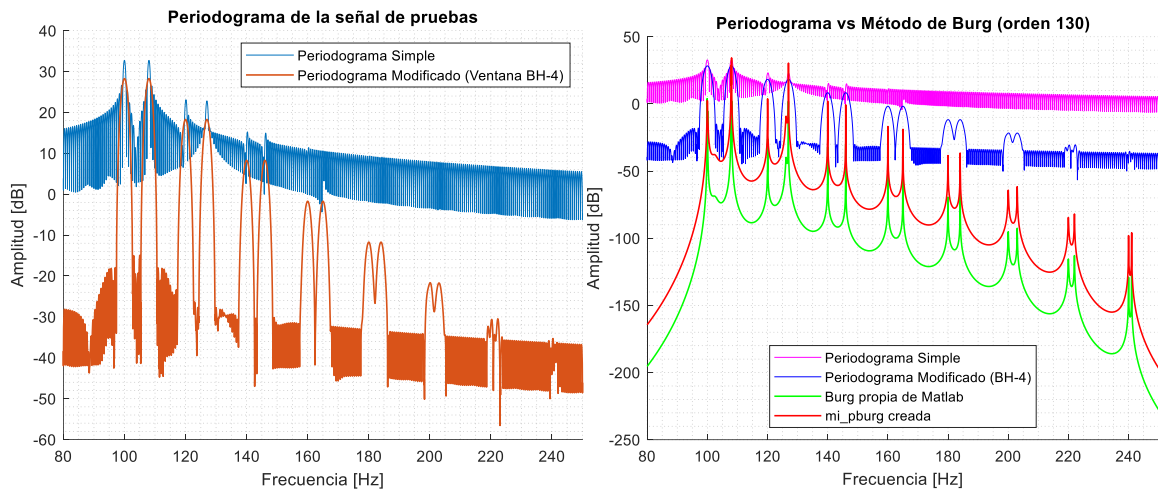 Periodograma de la señal de pruebas
40
30
20
10
0
-10
-20
-30
-40
-50
-60
Amplitud [dB]
Periodograma Simple
Periodograma Modificado (Ventana BH-4)
80 100 120 140 160 180 200 220 240
Frecuencia [Hz]
Periodograma vs Método de Burg (orden 130)
50
0
-50
-100
-150
-200
-250
Amplitud [dB]
Periodograma Simple
Periodograma Modificado (BH-4)
Burg propia de Matlab
mi_pburg creada
80 100 120 140 160 180 200 220 240
Frecuencia [Hz]